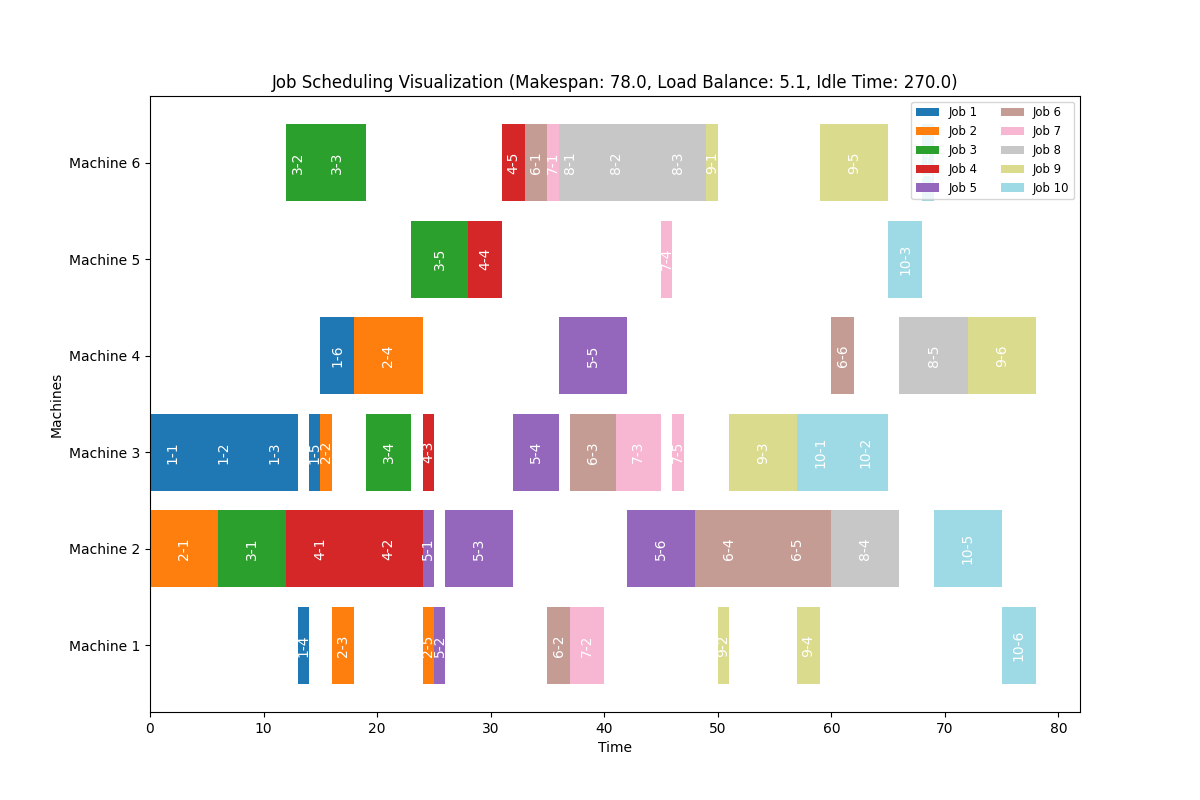 Job Scheduling Visualization (Makespan: 78.0, Load Balance: 5.1, Idle Time: 270.0)
Job 1 Job 6
Job 2 Job 7
Job 3 Job 8
Job 4 Job 9
Job 5 Job 10
Machine 6 3-2 3-3 4-5 6-1 7-1 8-1 8-2 8-3 9-1 9-5
Machine 5 3-5 4-4 7-4 10-3
Machine 4 1-6 2-4 5-5 6-6 8-5 9-6
Machine 3 1-1 1-2 1-3 1-5 2-2 3-4 4-3 5-4 6-3 7-3 7-5 9-3 10-1 10-2
Machine 2 2-1 3-1 4-1 4-2 5-1 5-3 5-6 6-4 6-5 8-4 10-5
Machine 1 1-4 2-3 2-5 5-2 6-2 7-2 9-2 9-4 10-6
Machines
0 10 20 30 40 50 60 70 80
Time